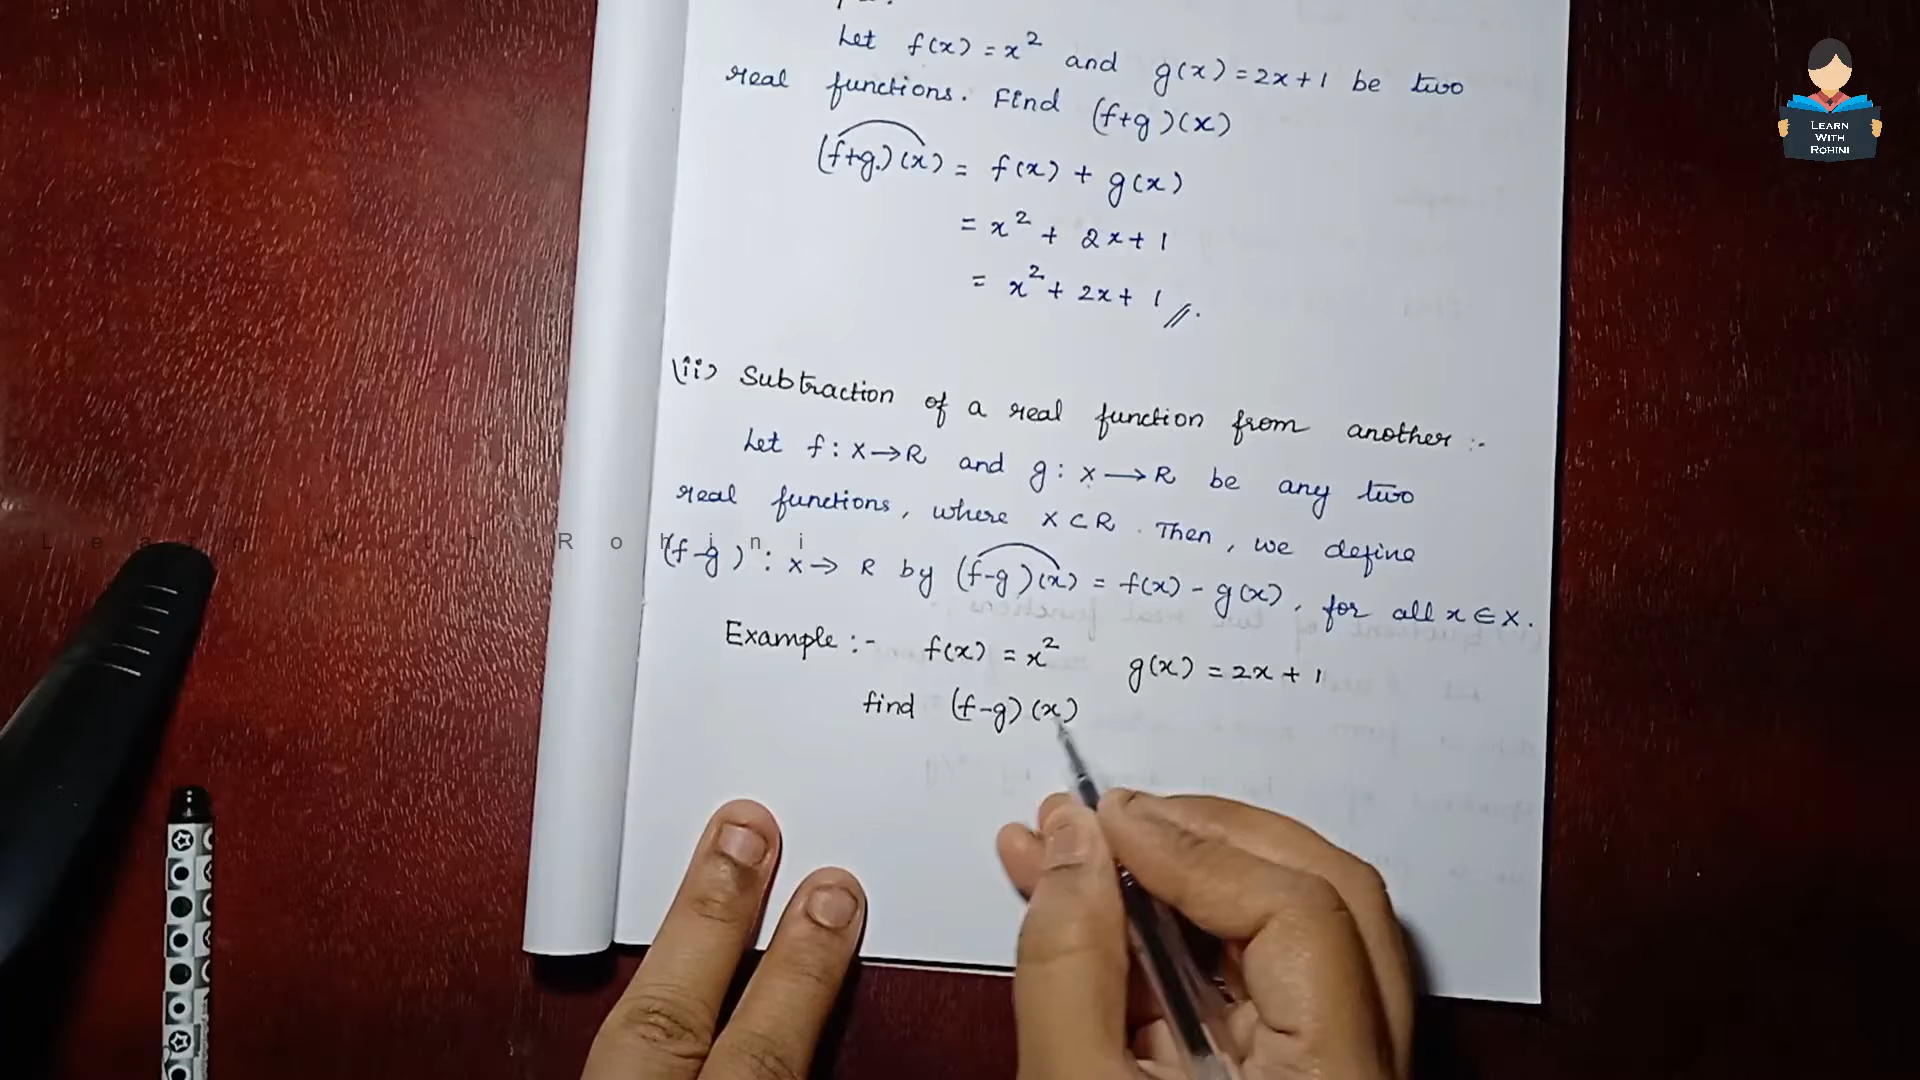 Let f(x) = x² and g(x) = 2x + 1 be two
real functions. Find (f+g)(x)
(f+g)(x) = f(x) + g(x)
= x² + 2x + 1
= x² + 2x + 1 //.
(ii) Subtraction of a real function from another :-
Let f : X → R and g : X → R be any two
real functions, where X ⊂ R. Then, we define
(f-g) : X → R by (f-g)(x) = f(x) - g(x), for all x ∈ X.
Example :- f(x) = x² g(x) = 2x + 1
find (f-g)(x)
LEARN
WITH
ROHINI
Learn With Rohini